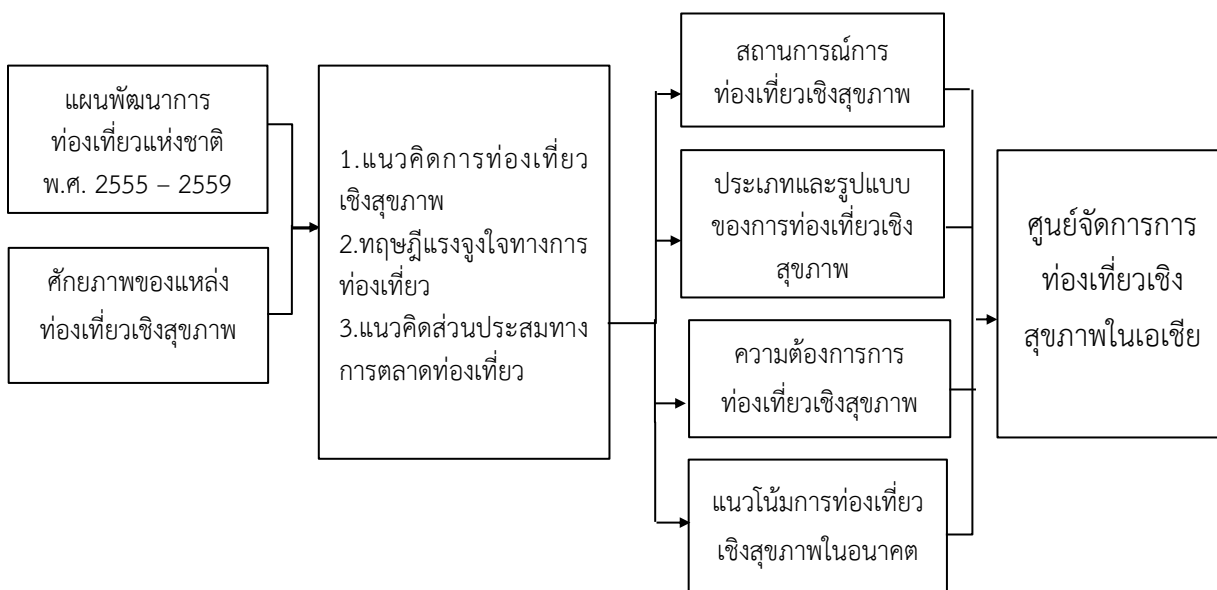 แผนพัฒนาการ
ท่องเที่ยวแห่งชาติ
พ.ศ. 2555 – 2559
ศักยภาพของแหล่ง
ท่องเที่ยวเชิงสุขภาพ
1.แนวคิดการท่องเที่ยว
เชิงสุขภาพ
2.ทฤษฎีแรงจูงใจทางการ
ท่องเที่ยว
3.แนวคิดส่วนประสมทาง
การตลาดท่องเที่ยว
สถานการณ์การ
ท่องเที่ยวเชิงสุขภาพ
ประเภทและรูปแบบ
ของการท่องเที่ยวเชิง
สุขภาพ
ความต้องการการ
ท่องเที่ยวเชิงสุขภาพ
แนวโน้มการท่องเที่ยว
เชิงสุขภาพในอนาคต
ศูนย์จัดการการ
ท่องเที่ยวเชิง
สุขภาพในเอเชีย